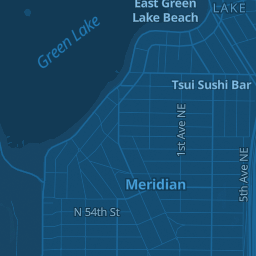 East Green
Lake Beach
LAKE
Green Lake
Tsui Sushi Bar
1st Ave NE
5th Ave NE
Meridian
N 54th St